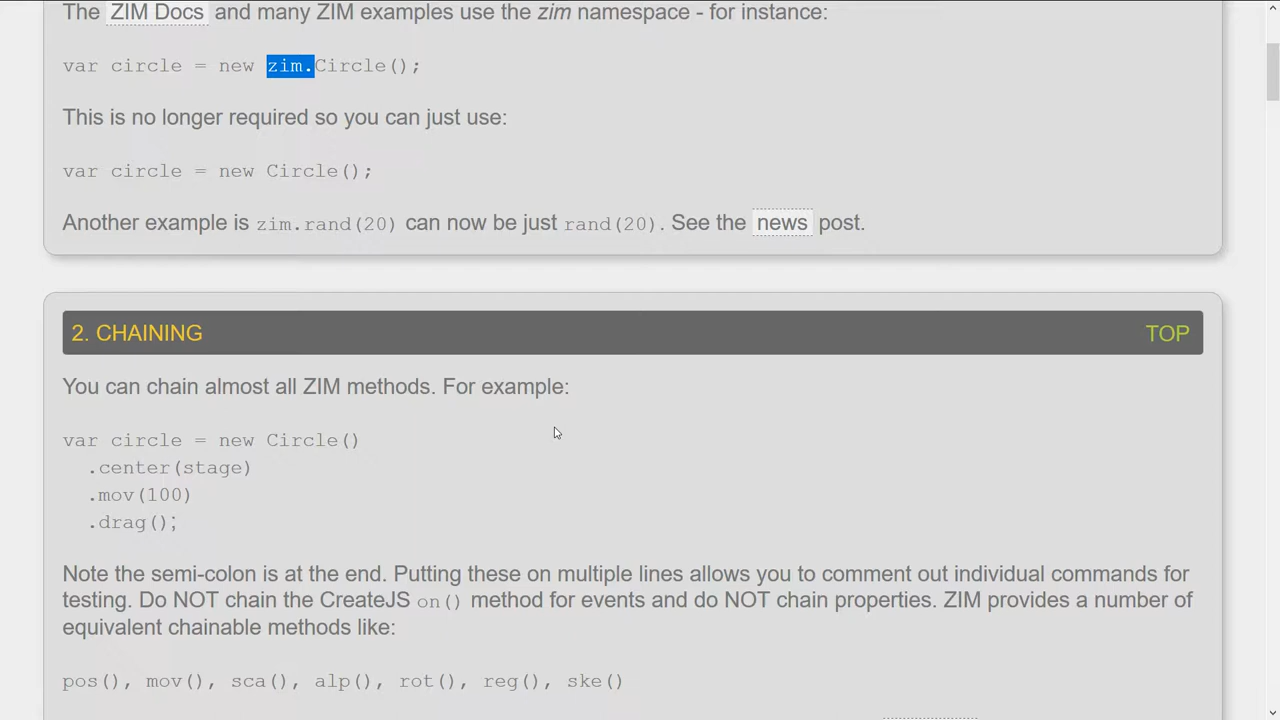 The ZIM Docs and many ZIM examples use the zim namespace - for instance:
var circle = new zim.Circle();
This is no longer required so you can just use:
var circle = new Circle();
Another example is zim.rand(20) can now be just rand(20). See the news post.
2. CHAINING TOP
You can chain almost all ZIM methods. For example:
var circle = new Circle()
.center(stage)
.mov(100)
.drag();
Note the semi-colon is at the end. Putting these on multiple lines allows you to comment out individual commands for
testing. Do NOT chain the CreateJS on() method for events and do NOT chain properties. ZIM provides a number of
equivalent chainable methods like:
pos(), mov(), sca(), alp(), rot(), reg(), ske()